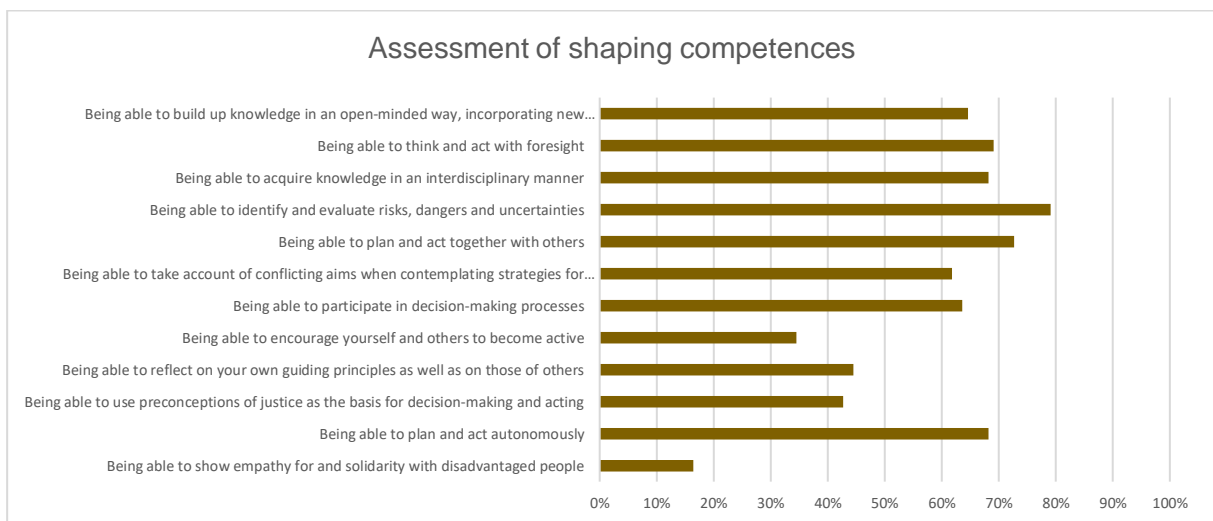 Assessment of shaping competences
Being able to build up knowledge in an open-minded way, incorporating new…
Being able to think and act with foresight
Being able to acquire knowledge in an interdisciplinary manner
Being able to identify and evaluate risks, dangers and uncertainties
Being able to plan and act together with others
Being able to take account of conflicting aims when contemplating strategies for…
Being able to participate in decision-making processes
Being able to encourage yourself and others to become active
Being able to reflect on your own guiding principles as well as on those of others
Being able to use preconceptions of justice as the basis for decision-making and acting
Being able to plan and act autonomously
Being able to show empathy for and solidarity with disadvantaged people
0% 10% 20% 30% 40% 50% 60% 70% 80% 90% 100%